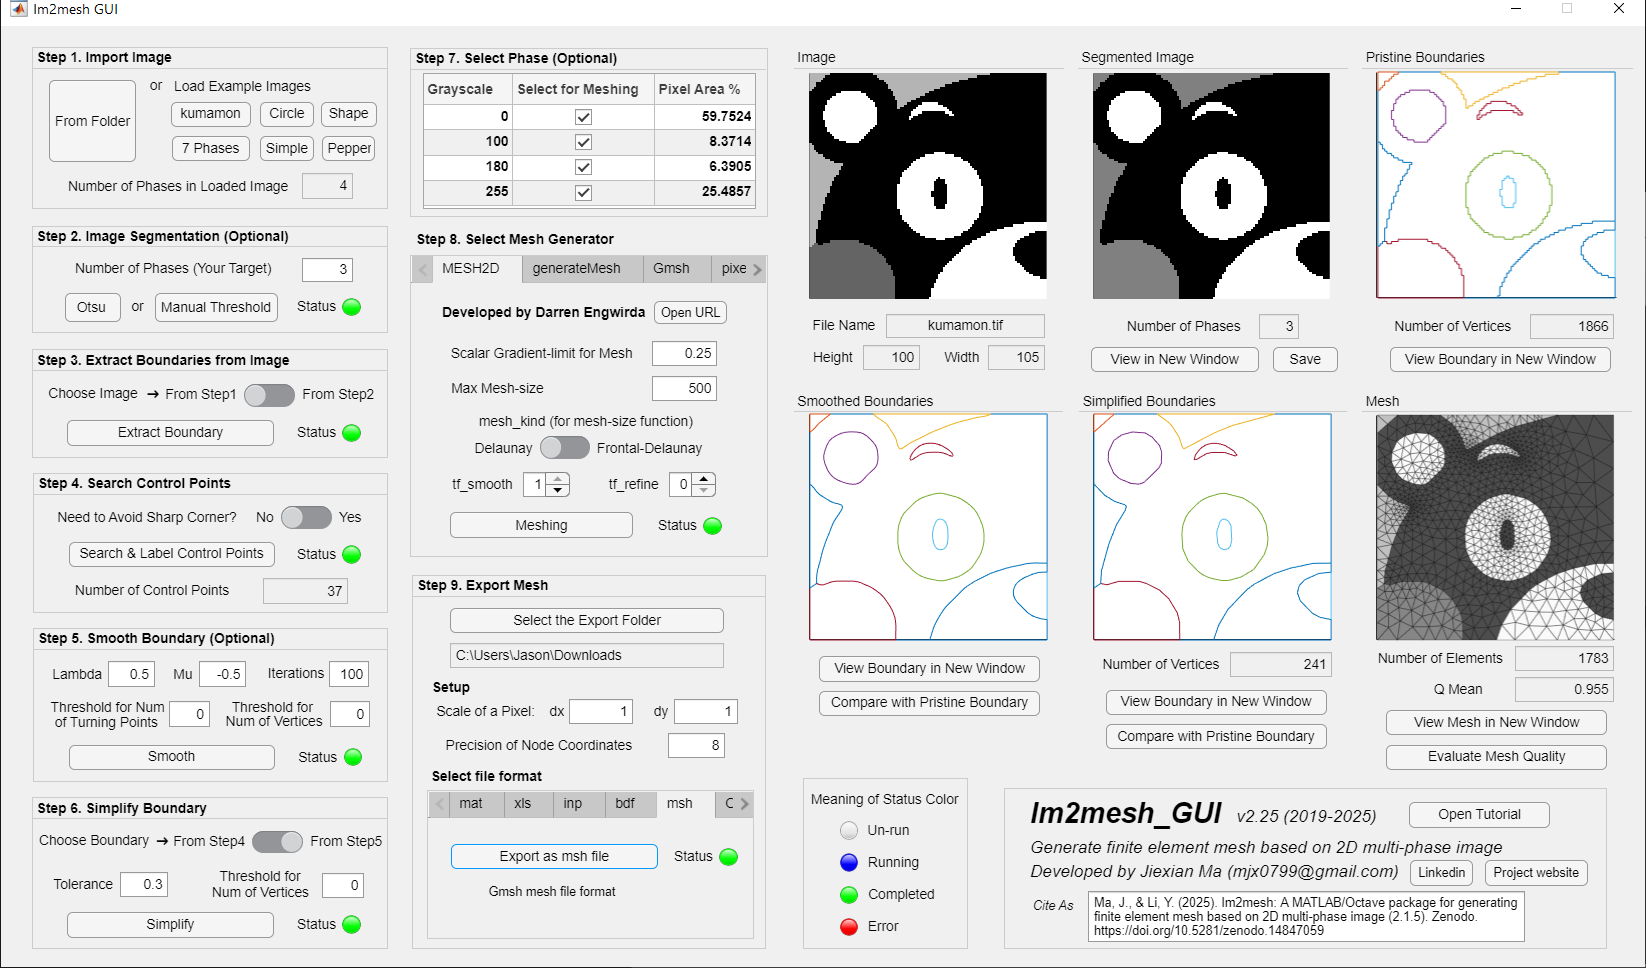 Im2mesh GUI
Step 1. Import Image
From Folder
or Load Example Images
kumamon Circle Shape
7 Phases Simple Pepper
Number of Phases in Loaded Image 4
Step 2. Image Segmentation (Optional)
Number of Phases (Your Target) 3
Otsu or Manual Threshold Status
Step 3. Extract Boundaries from Image
Choose Image ➔ From Step1 From Step2
Extract Boundary Status
Step 4. Search Control Points
Need to Avoid Sharp Corner? No Yes
Search & Label Control Points Status
Number of Control Points 37
Step 5. Smooth Boundary (Optional)
Lambda 0.5 Mu -0.5 Iterations 100
Threshold for Num
of Turning Points 0
Threshold for
Num of Vertices 0
Smooth Status
Step 6. Simplify Boundary
Choose Boundary ➔ From Step4 From Step5
Tolerance 0.3
Threshold for
Num of Vertices 0
Simplify Status
Step 7. Select Phase (Optional)
Grayscale Select for Meshing Pixel Area %
0 59.7524
100 8.3714
180 6.3905
255 25.4857
Step 8. Select Mesh Generator
MESH2D generateMesh Gmsh pixe
Developed by Darren Engwirda Open URL
Scalar Gradient-limit for Mesh 0.25
Max Mesh-size 500
mesh_kind (for mesh-size function)
Delaunay Frontal-Delaunay
tf_smooth 1 tf_refine 0
Meshing Status
Step 9. Export Mesh
Select the Export Folder
C:\Users\Jason\Downloads
Setup
Scale of a Pixel: dx 1 dy 1
Precision of Node Coordinates 8
Select file format
mat xls inp bdf msh
Export as msh file Status
Gmsh mesh file format
Image
File Name kumamon.tif
Height 100 Width 105
Segmented Image
Number of Phases 3
View in New Window Save
Pristine Boundaries
Number of Vertices 1866
View Boundary in New Window
Smoothed Boundaries
View Boundary in New Window
Compare with Pristine Boundary
Simplified Boundaries
Number of Vertices 241
View Boundary in New Window
Compare with Pristine Boundary
Mesh
Number of Elements 1783
Q Mean 0.955
View Mesh in New Window
Evaluate Mesh Quality
Meaning of Status Color
Un-run
Running
Completed
Error
Im2mesh_GUI v2.25 (2019-2025) Open Tutorial
Generate finite element mesh based on 2D multi-phase image
Developed by Jiexian Ma (mjx0799@gmail.com) Linkedin Project website
Cite As
Ma, J., & Li, Y. (2025). Im2mesh: A MATLAB/Octave package for generating
finite element mesh based on 2D multi-phase image (2.1.5). Zenodo.
https://doi.org/10.5281/zenodo.14847059